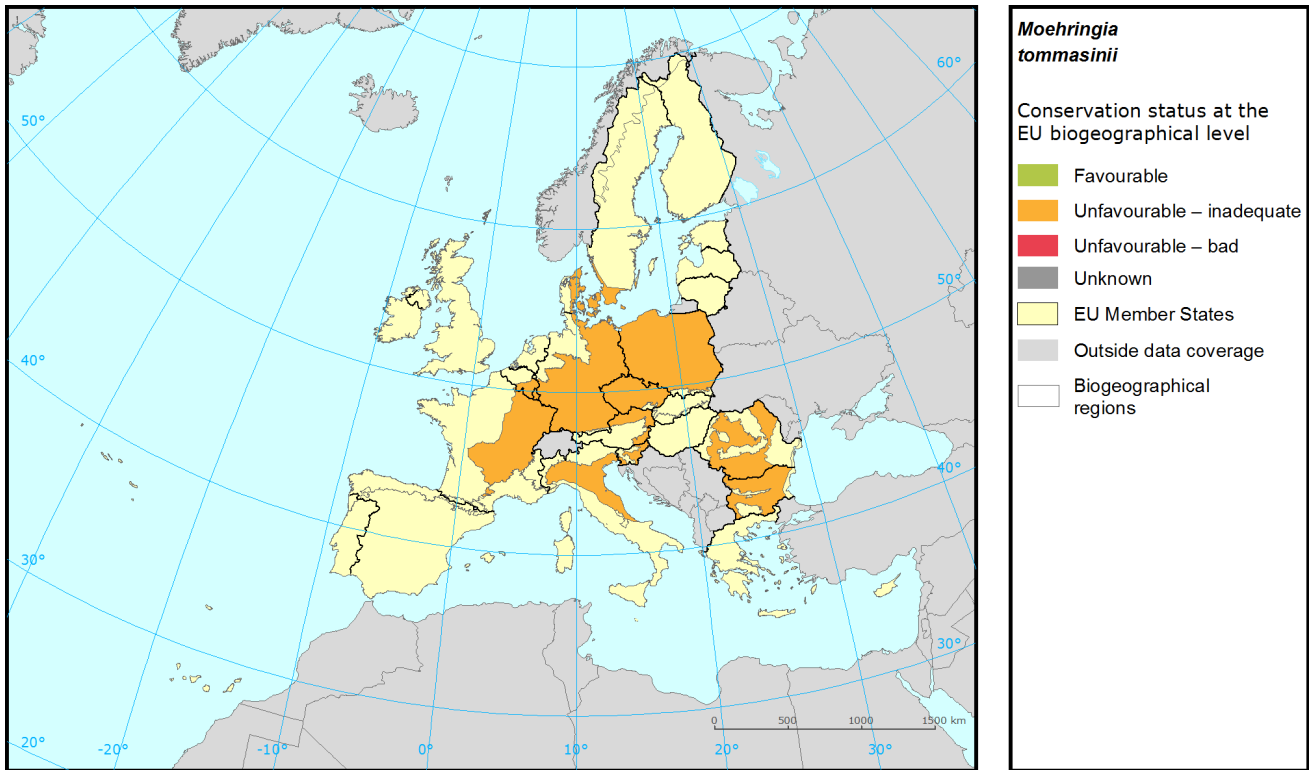 60°
50°
50°
40°
40°
30°
30°
20°
-20°
-10°
0°
10°
20°
30°
0
500
1000
1500 km
Moehringia
tommasinii
Conservation status at the
EU biogeographical level
Favourable
Unfavourable – inadequate
Unfavourable – bad
Unknown
EU Member States
Outside data coverage
Biogeographical
regions